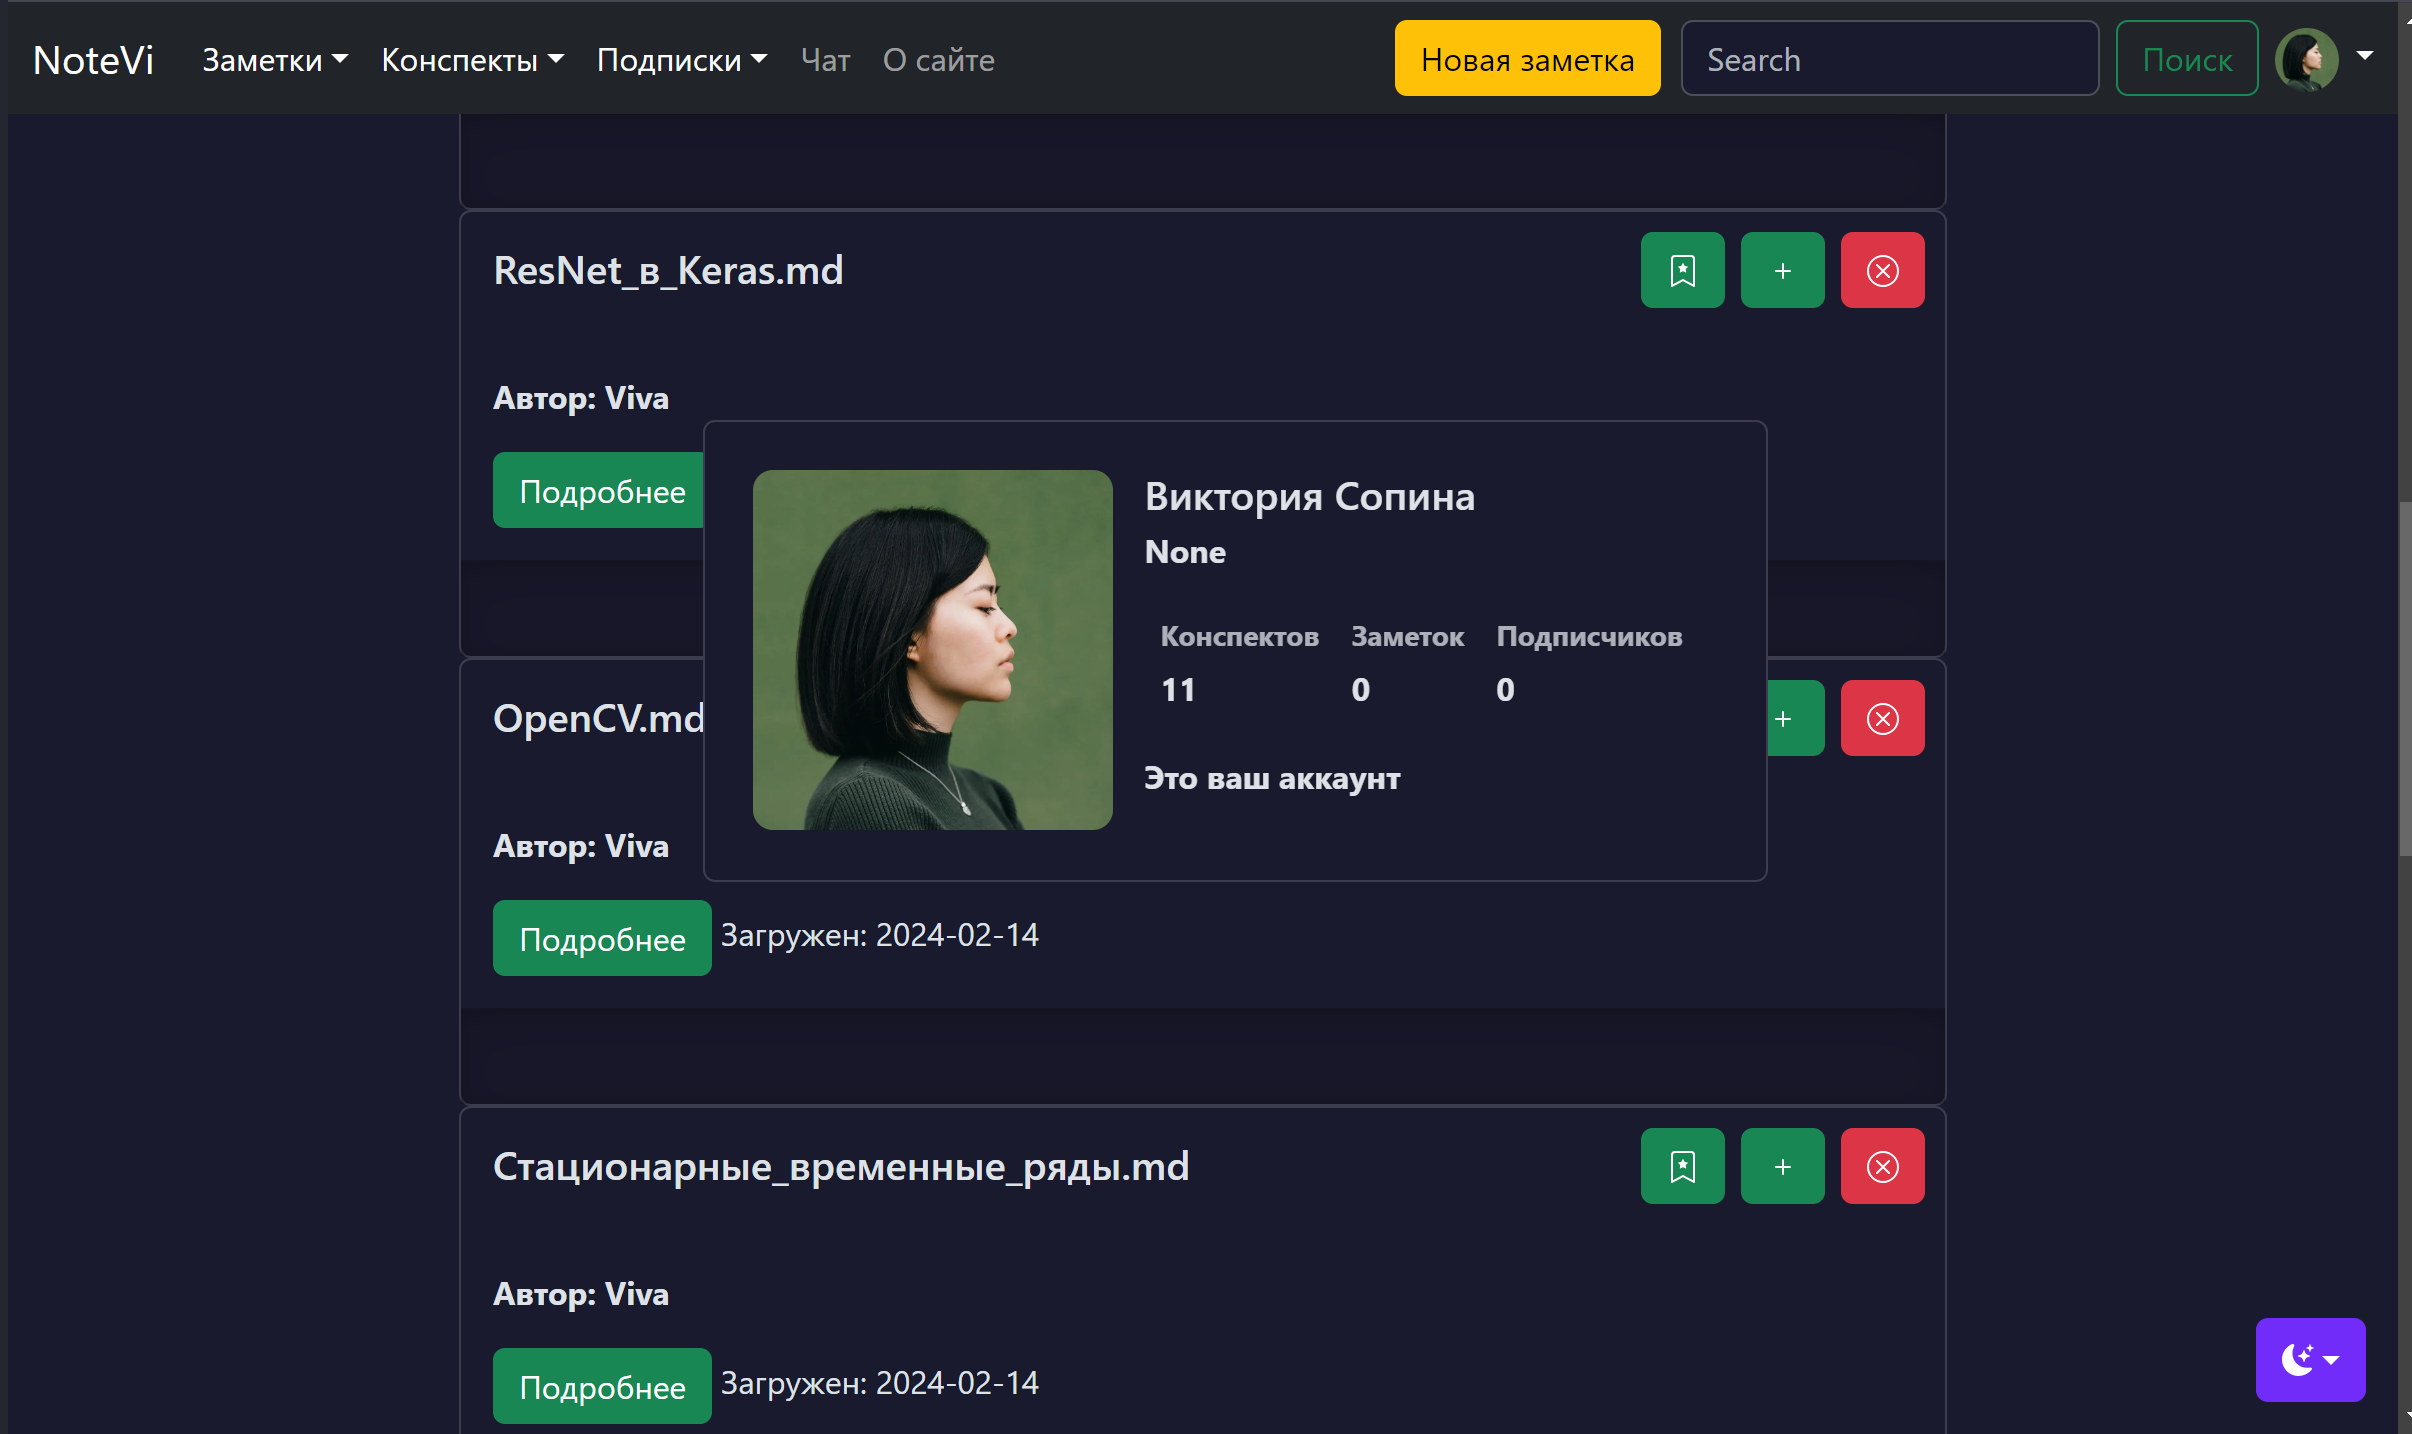 NoteVi Заметки Конспекты Подписки Чат О сайте Новая заметка Search Поиск
ResNet_в_Keras.md
Автор: Viva
Подробнее
Виктория Сопина
None
Конспектов Заметок Подписчиков
11 0 0
Это ваш аккаунт
OpenCV.md
Автор: Viva
Подробнее Загружен: 2024-02-14
Стационарные_временные_ряды.md
Автор: Viva
Подробнее Загружен: 2024-02-14